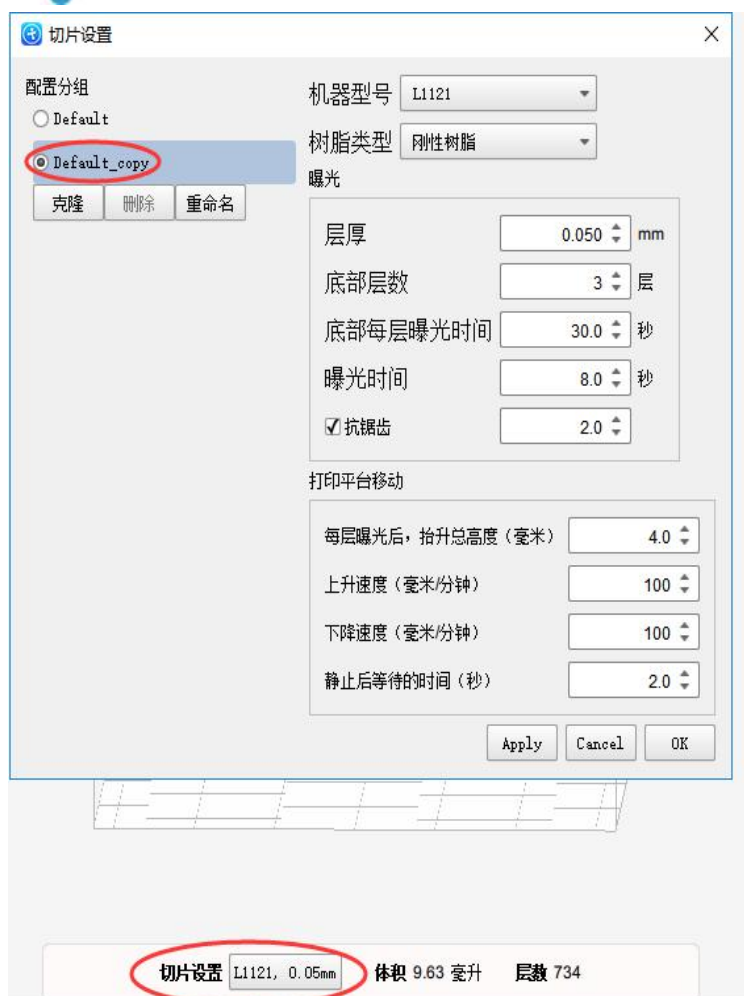 切片设置
配置分组
Default
Default_copy
克隆 删除 重命名
机器型号 L1121
树脂类型 刚性树脂
曝光
层厚 0.050 mm
底部层数 3 层
底部每层曝光时间 30.0 秒
曝光时间 8.0 秒
抗锯齿 2.0
打印平台移动
每层曝光后，抬升总高度（毫米） 4.0
上升速度（毫米/分钟） 100
下降速度（毫米/分钟） 100
静止后等待的时间（秒） 2.0
Apply Cancel OK
切片设置 L1121, 0.05mm 体积 9.63 毫升 层数 734